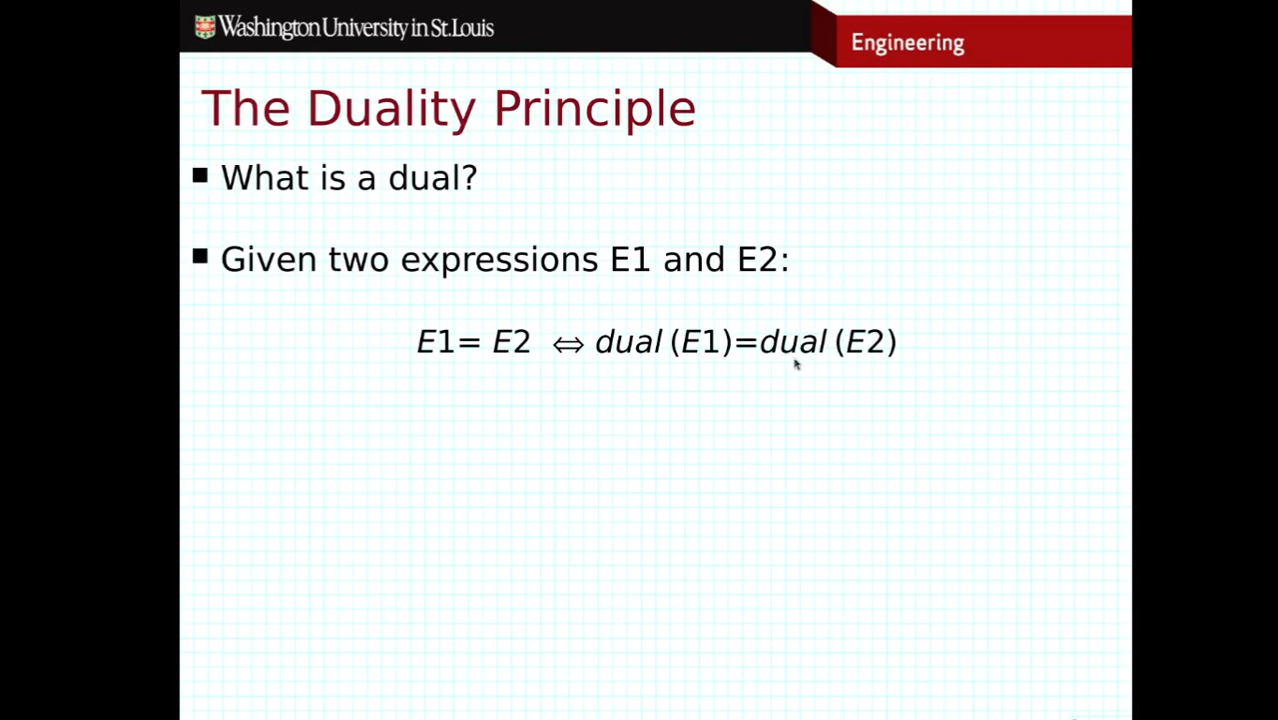 Washington University in St.Louis
Engineering
The Duality Principle
What is a dual?
Given two expressions E1 and E2:
E1= E2 ⇔ dual (E1)=dual (E2)